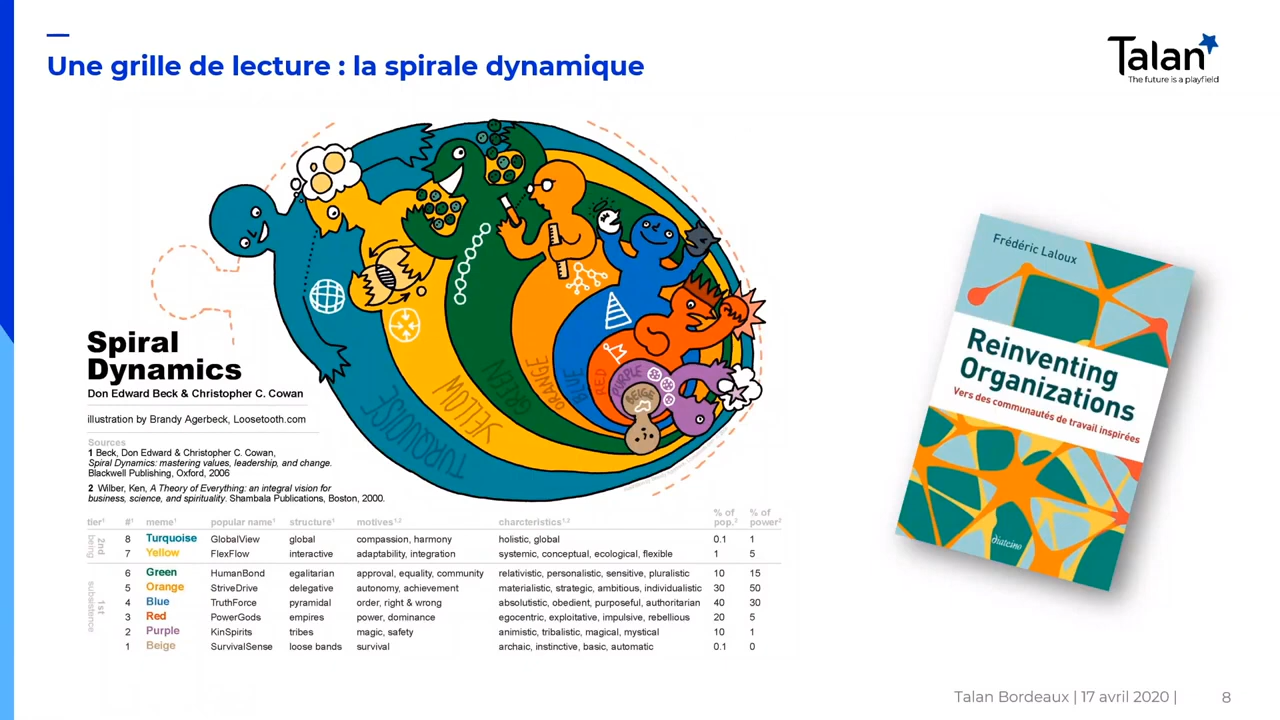 Une grille de lecture : la spirale dynamique
Talan
The future is a playfield
TURQUOISE
YELLOW
GREEN
ORANGE
BLUE
RED
PURPLE
BEIGE
Spiral
Dynamics
Don Edward Beck & Christopher C. Cowan
illustration by Brandy Agerbeck, Loosetooth.com
Sources
1 Beck, Don Edward & Christopher C. Cowan,
Spiral Dynamics: mastering values, leadership, and change.
Blackwell Publishing, Oxford, 2006
2 Wilber, Ken, A Theory of Everything: an integral vision for
business, science, and spirituality. Shambala Publications, Boston, 2000.
tier¹ #¹ meme¹ popular name¹ structure¹ motives¹,² charcteristics¹,² % of pop.² % of power²
2nd being
8 Turquoise GlobalView global compassion, harmony holistic, global 0.1 1
7 Yellow FlexFlow interactive adaptability, integration systemic, conceptual, ecological, flexible 1 5
1st subsistence
6 Green HumanBond egalitarian approval, equality, community relativistic, personalistic, sensitive, pluralistic 10 15
5 Orange StriveDrive delegative autonomy, achievement materialistic, strategic, ambitious, individualistic 30 50
4 Blue TruthForce pyramidal order, right & wrong absolutistic, obedient, purposeful, authoritarian 40 30
3 Red PowerGods empires power, dominance egocentric, exploitative, impulsive, rebellious 20 5
2 Purple KinSpirits tribes magic, safety animistic, tribalistic, magical, mystical 10 1
1 Beige SurvivalSense loose bands survival archaic, instinctive, basic, automatic 0.1 0
Frédéric Laloux
Reinventing
Organizations
Vers des communautés de travail inspirées
diateino
Talan Bordeaux | 17 avril 2020 |
8